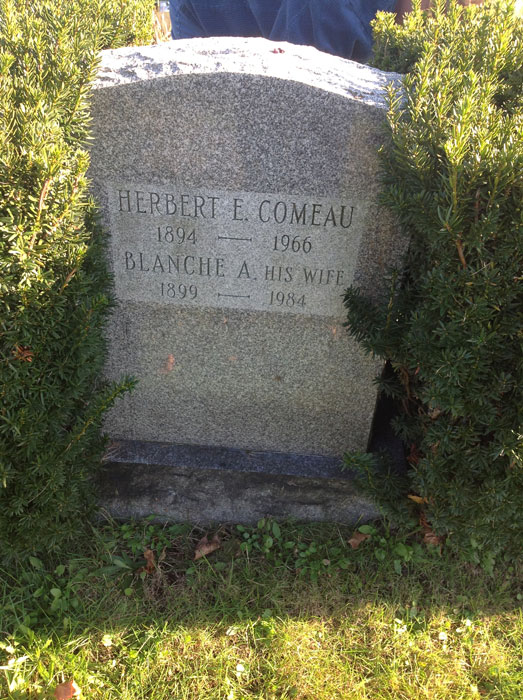 HERBERT E. COMEAU
1894 — 1966
BLANCHE A. HIS WIFE
1899 — 1984